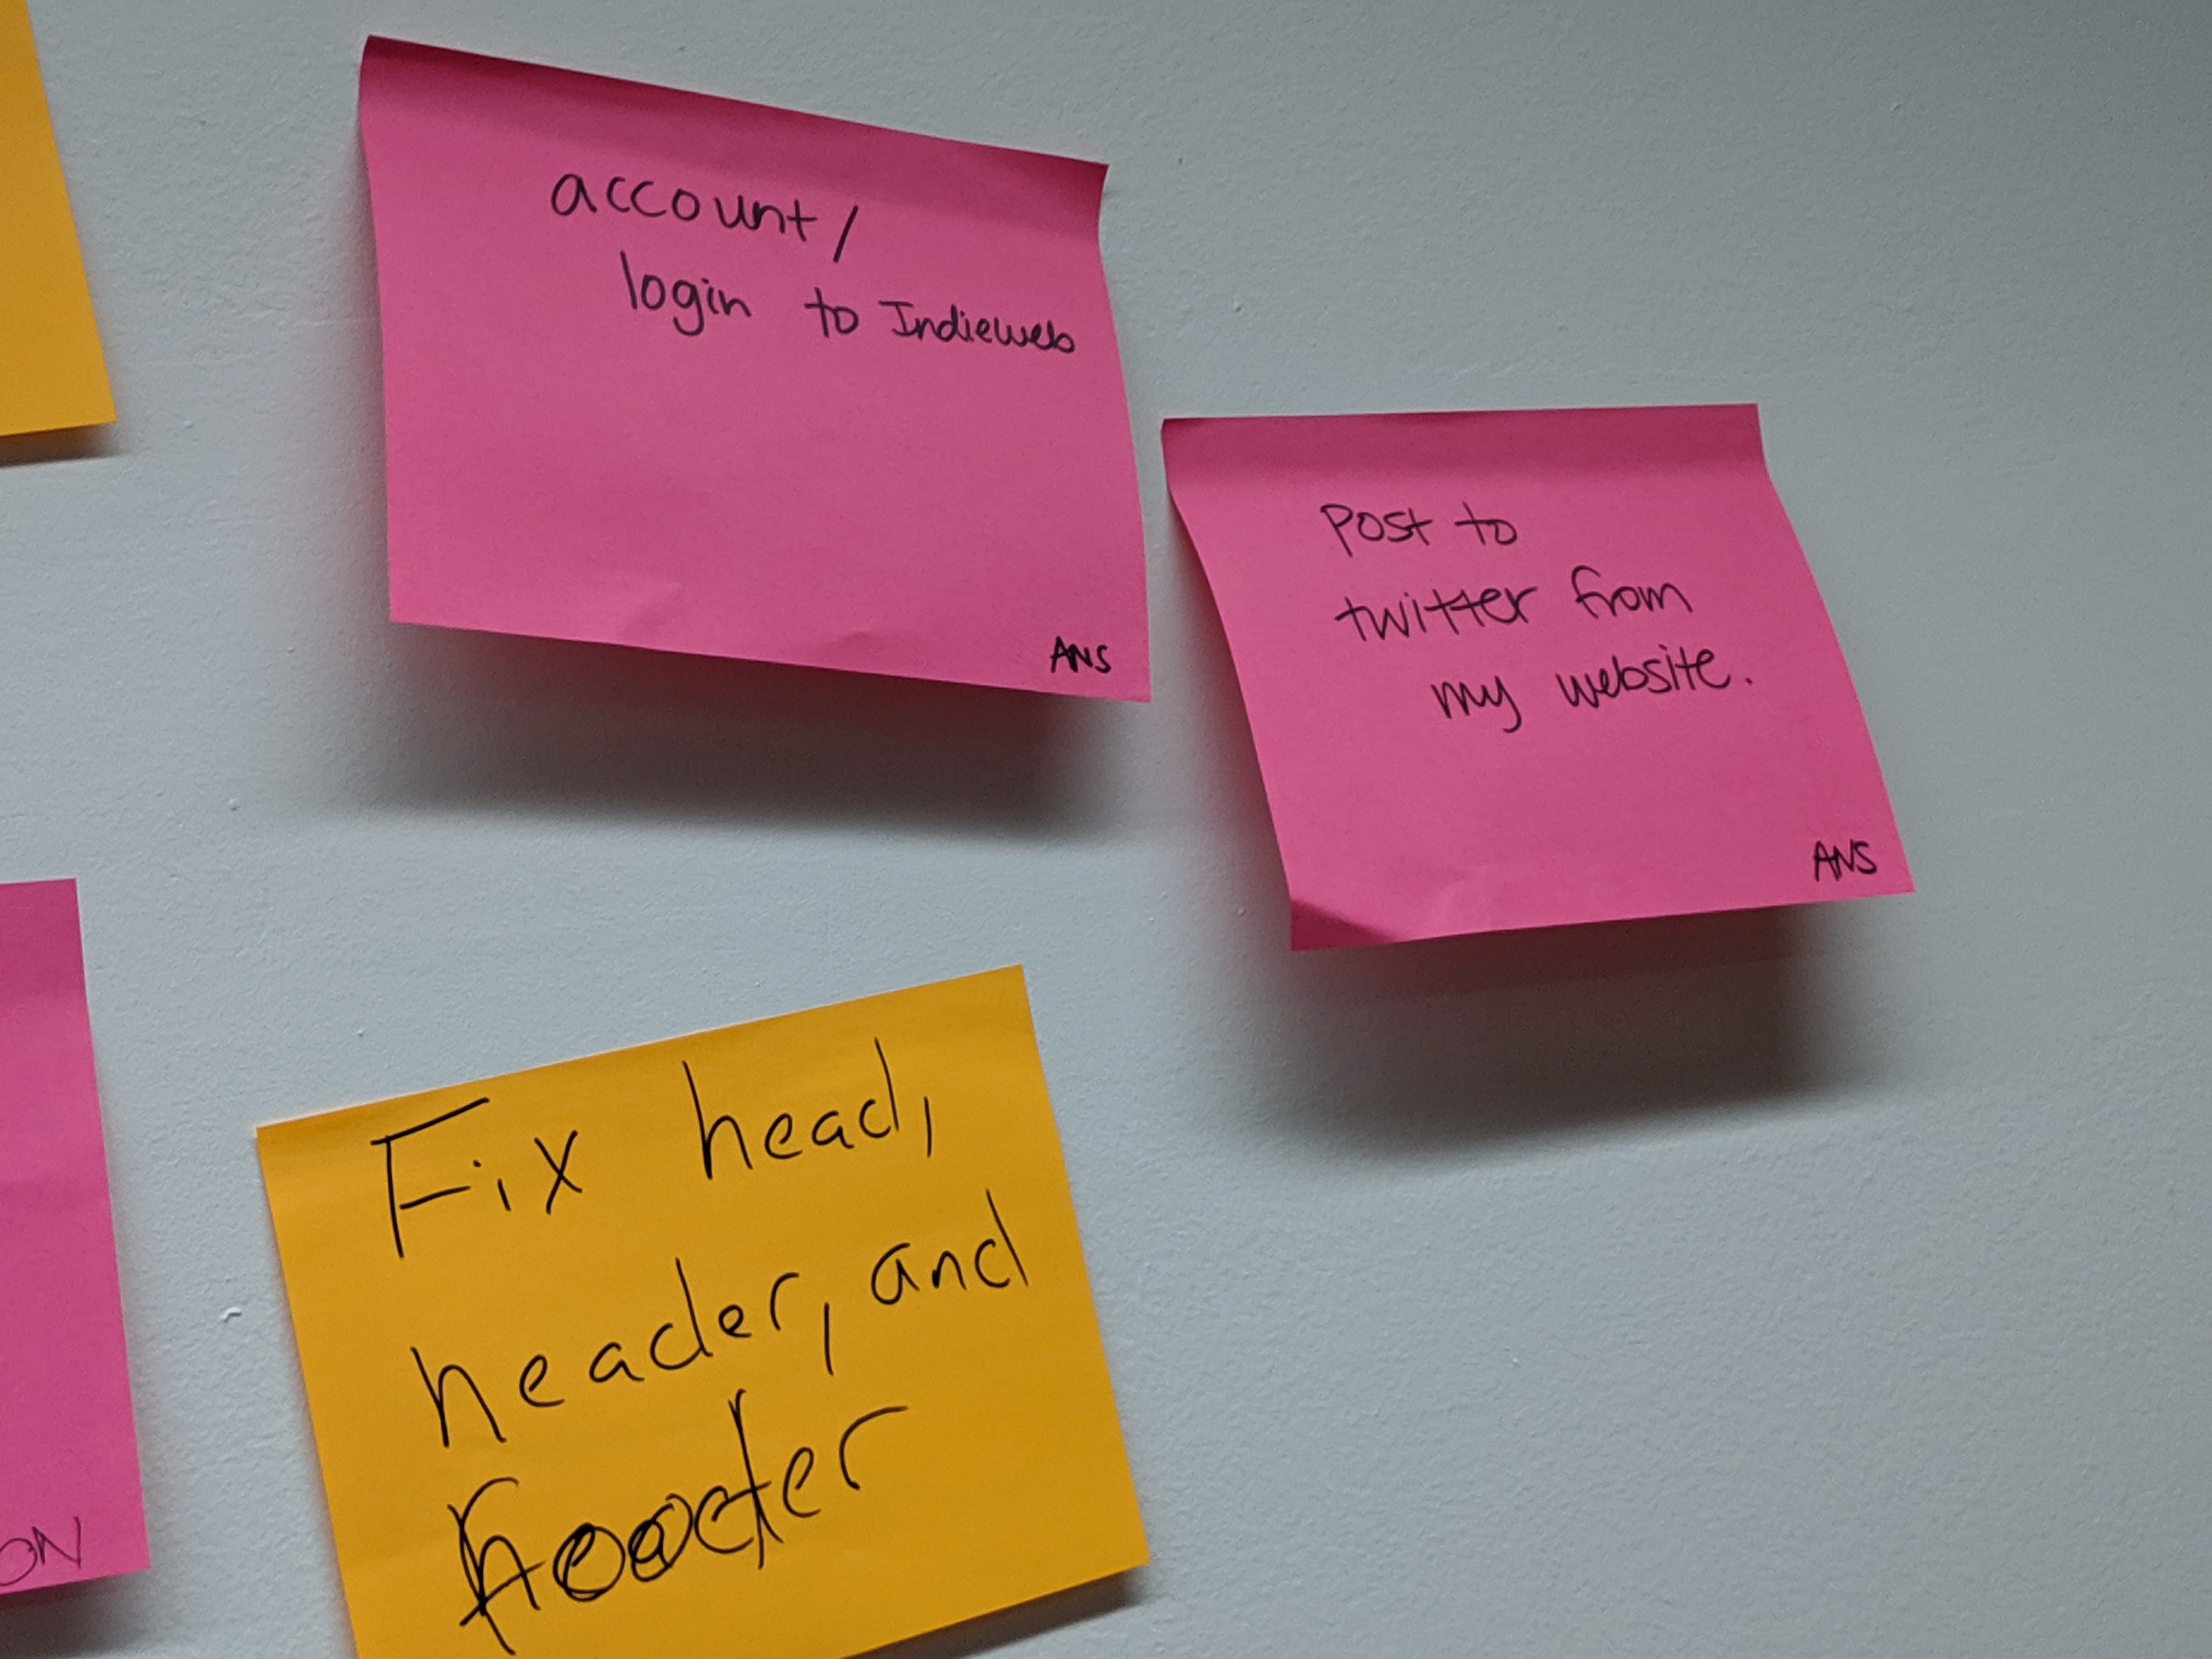 account/
login to Indieweb
ANS
Post to
twitter from
my website.
ANS
Fix head,
header, and
footer
ON